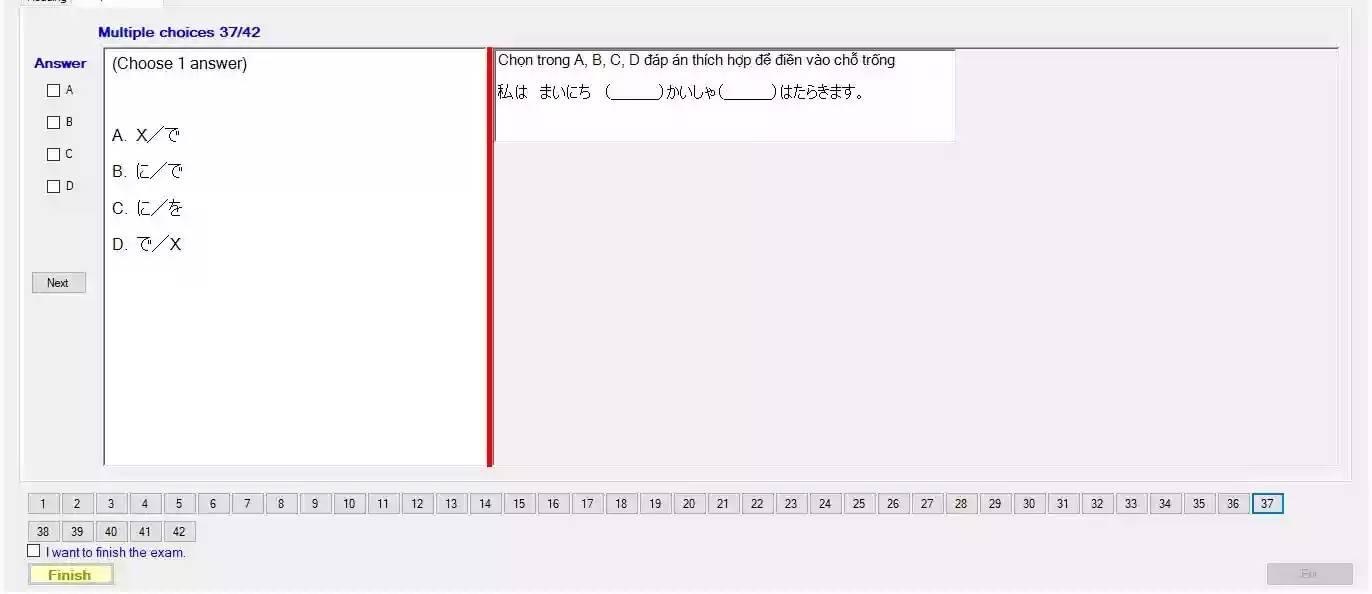 Multiple choices 37/42
Answer
A
B
C
D
Next
(Choose 1 answer)
A. X／で
B. に／で
C. に／を
D. で／X
Chọn trong A, B, C, D đáp án thích hợp để điền vào chỗ trống
私は まいにち (______)かいしゃ(______)はたらきます。
1 2 3 4 5 6 7 8 9 10 11 12 13 14 15 16 17 18 19 20 21 22 23 24 25 26 27 28 29 30 31 32 33 34 35 36 37
38 39 40 41 42
I want to finish the exam.
Finish